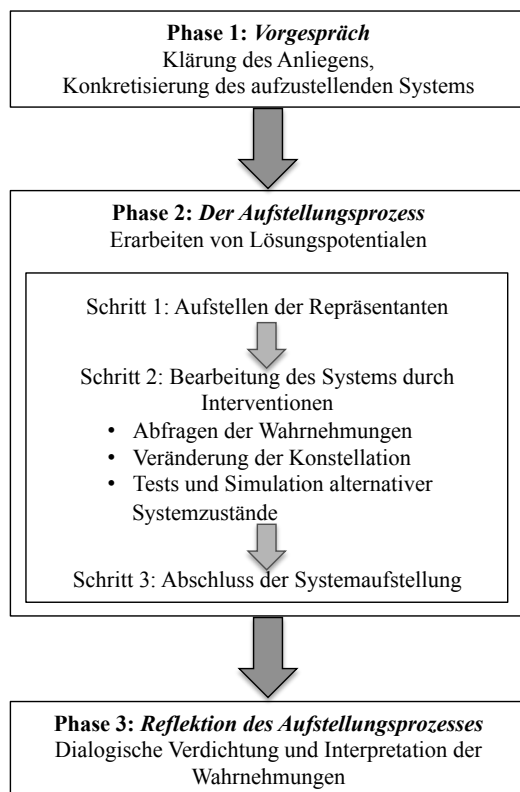 Phase 1: Vorgespräch
Klärung des Anliegens,
Konkretisierung des aufzustellenden Systems
Phase 2: Der Aufstellungsprozess
Erarbeiten von Lösungspotentialen
Schritt 1: Aufstellen der Repräsentanten
Schritt 2: Bearbeitung des Systems durch
Interventionen
• Abfragen der Wahrnehmungen
• Veränderung der Konstellation
• Tests und Simulation alternativer
Systemzustände
Schritt 3: Abschluss der Systemaufstellung
Phase 3: Reflektion des Aufstellungsprozesses
Dialogische Verdichtung und Interpretation der
Wahrnehmungen